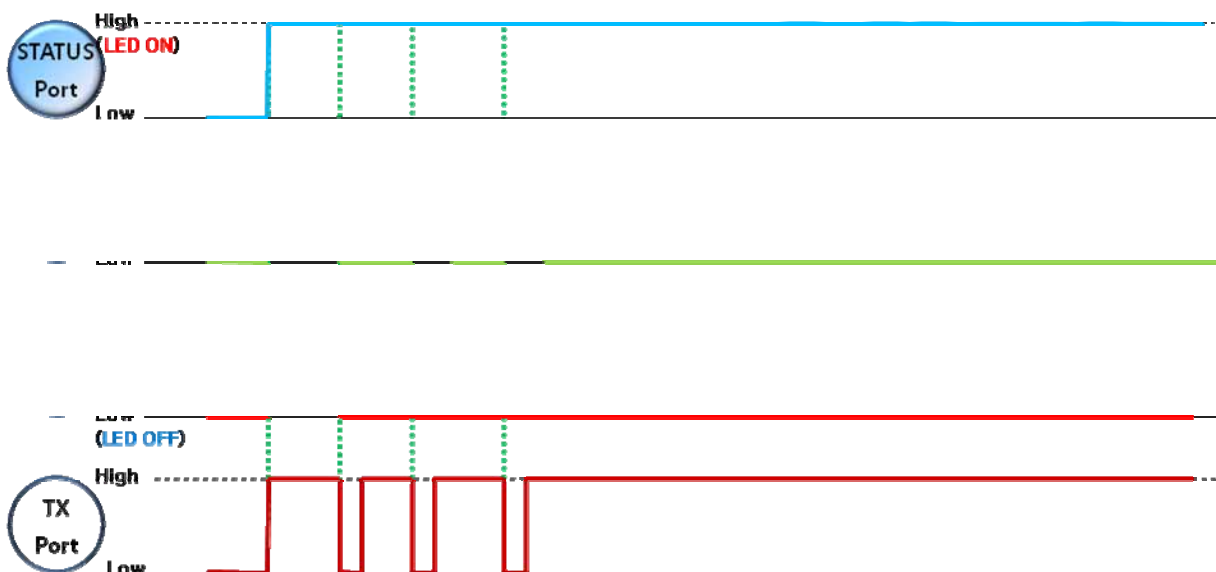 High
STATUS
(LED ON)
Port
Low
(LED OFF)
High
TX
Port
Low